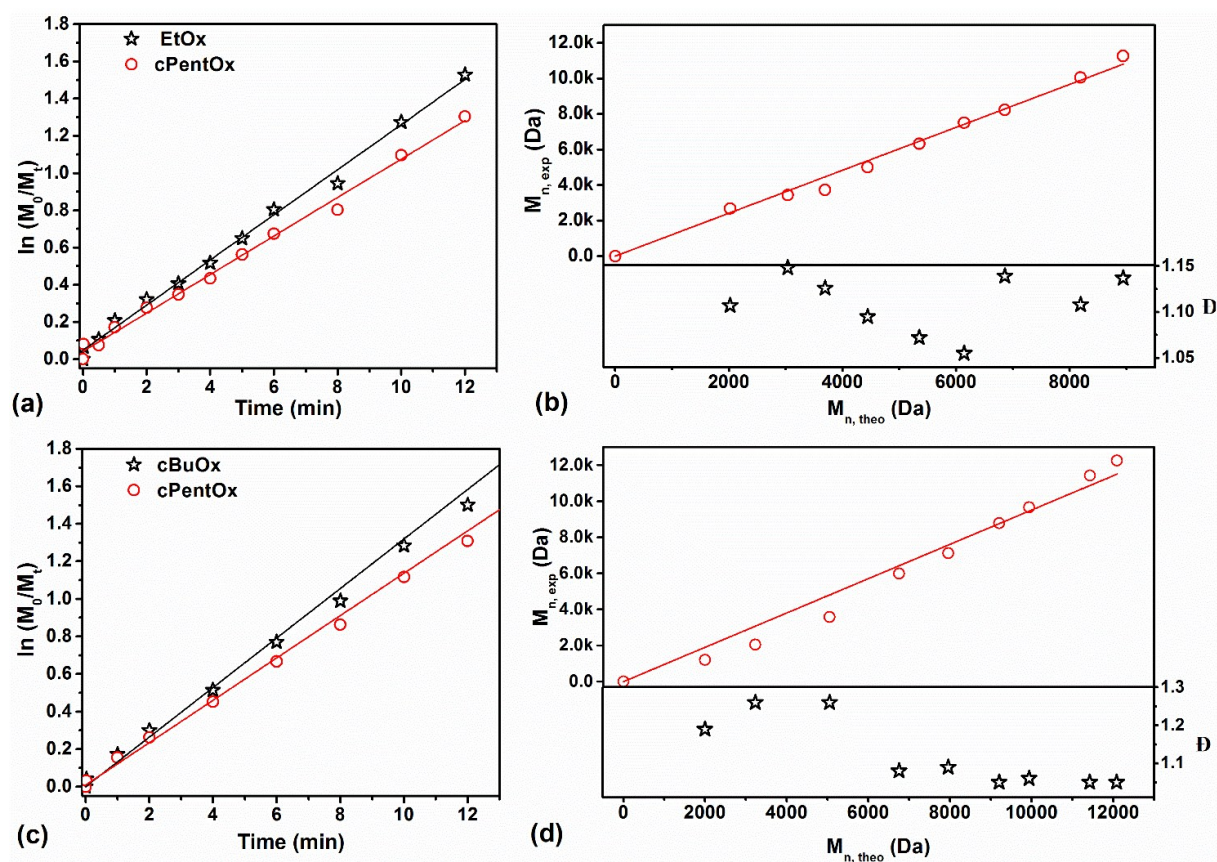 1.8
1.6
1.4
1.2
1.0
0.8
0.6
0.4
0.2
0.0
ln (M0/Mt)
EtOx
cPentOx
0 2 4 6 8 10 12
Time (min)
(a)
12.0k
10.0k
8.0k
6.0k
4.0k
2.0k
0.0
Mn, exp (Da)
1.15
1.10
1.05
Đ
0 2000 4000 6000 8000
Mn, theo (Da)
(b)
1.8
1.6
1.4
1.2
1.0
0.8
0.6
0.4
0.2
0.0
ln (M0/Mt)
cBuOx
cPentOx
0 2 4 6 8 10 12
Time (min)
(c)
12.0k
10.0k
8.0k
6.0k
4.0k
2.0k
0.0
Mn, exp (Da)
1.3
1.2
1.1
Đ
0 2000 4000 6000 8000 10000 12000
Mn, theo (Da)
(d)